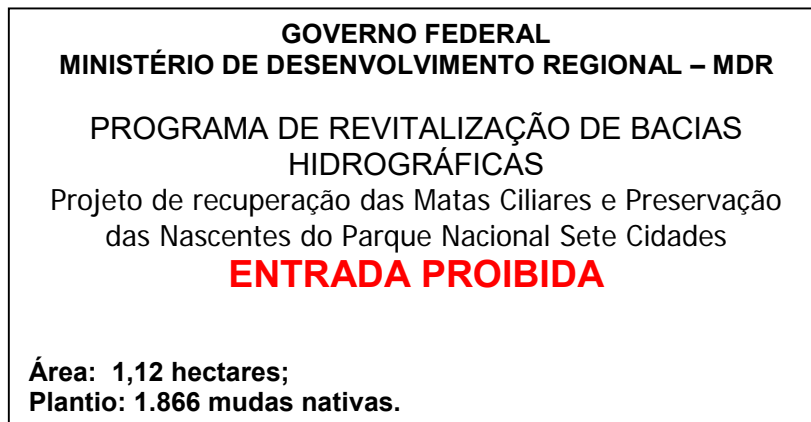 GOVERNO FEDERAL
MINISTÉRIO DE DESENVOLVIMENTO REGIONAL – MDR
PROGRAMA DE REVITALIZAÇÃO DE BACIAS
HIDROGRÁFICAS
Projeto de recuperação das Matas Ciliares e Preservação
das Nascentes do Parque Nacional Sete Cidades
ENTRADA PROIBIDA
Área: 1,12 hectares;
Plantio: 1.866 mudas nativas.